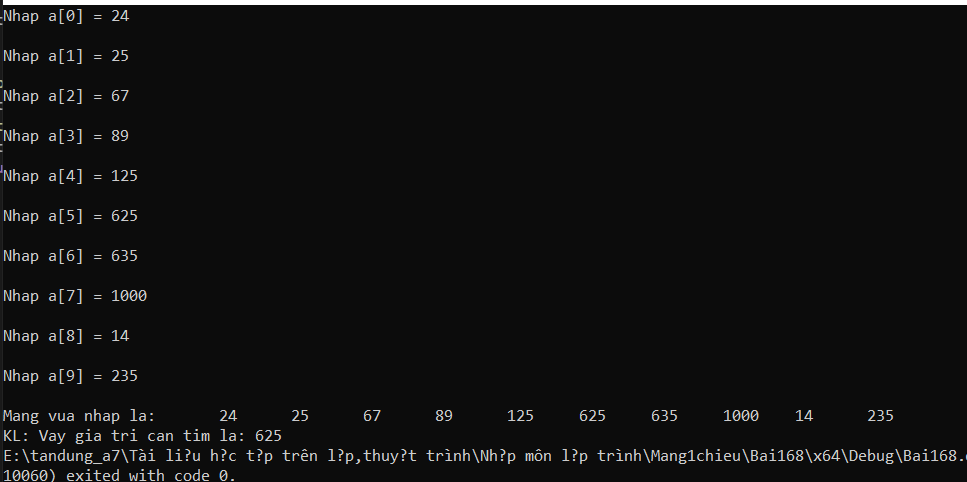 Nhap a[0] = 24
Nhap a[1] = 25
Nhap a[2] = 67
Nhap a[3] = 89
Nhap a[4] = 125
Nhap a[5] = 625
Nhap a[6] = 635
Nhap a[7] = 1000
Nhap a[8] = 14
Nhap a[9] = 235
Mang vua nhap la: 24 25 67 89 125 625 635 1000 14 235
KL: Vay gia tri can tim la: 625
E:\tandung_a7\Tài li?u h?c t?p trên l?p,thuy?t trình\Nh?p môn l?p trình\Mang1chieu\Bai168\x64\Debug\Bai168.
10060) exited with code 0.